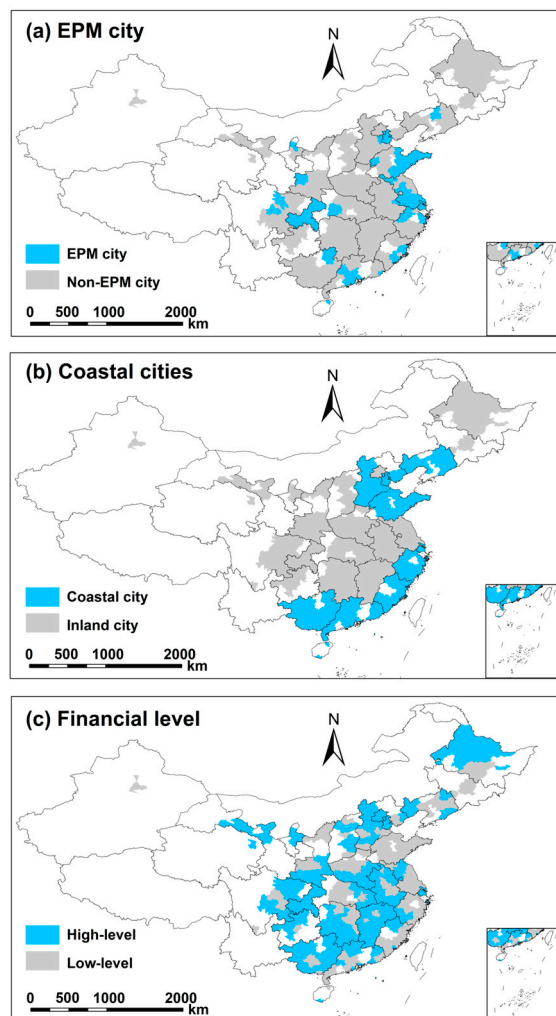 (a) EPM city
N
EPM city
Non-EPM city
0 500 1000 2000
km
(b) Coastal cities
N
Coastal city
Inland city
0 500 1000 2000
km
(c) Financial level
N
High-level
Low-level
0 500 1000 2000
km